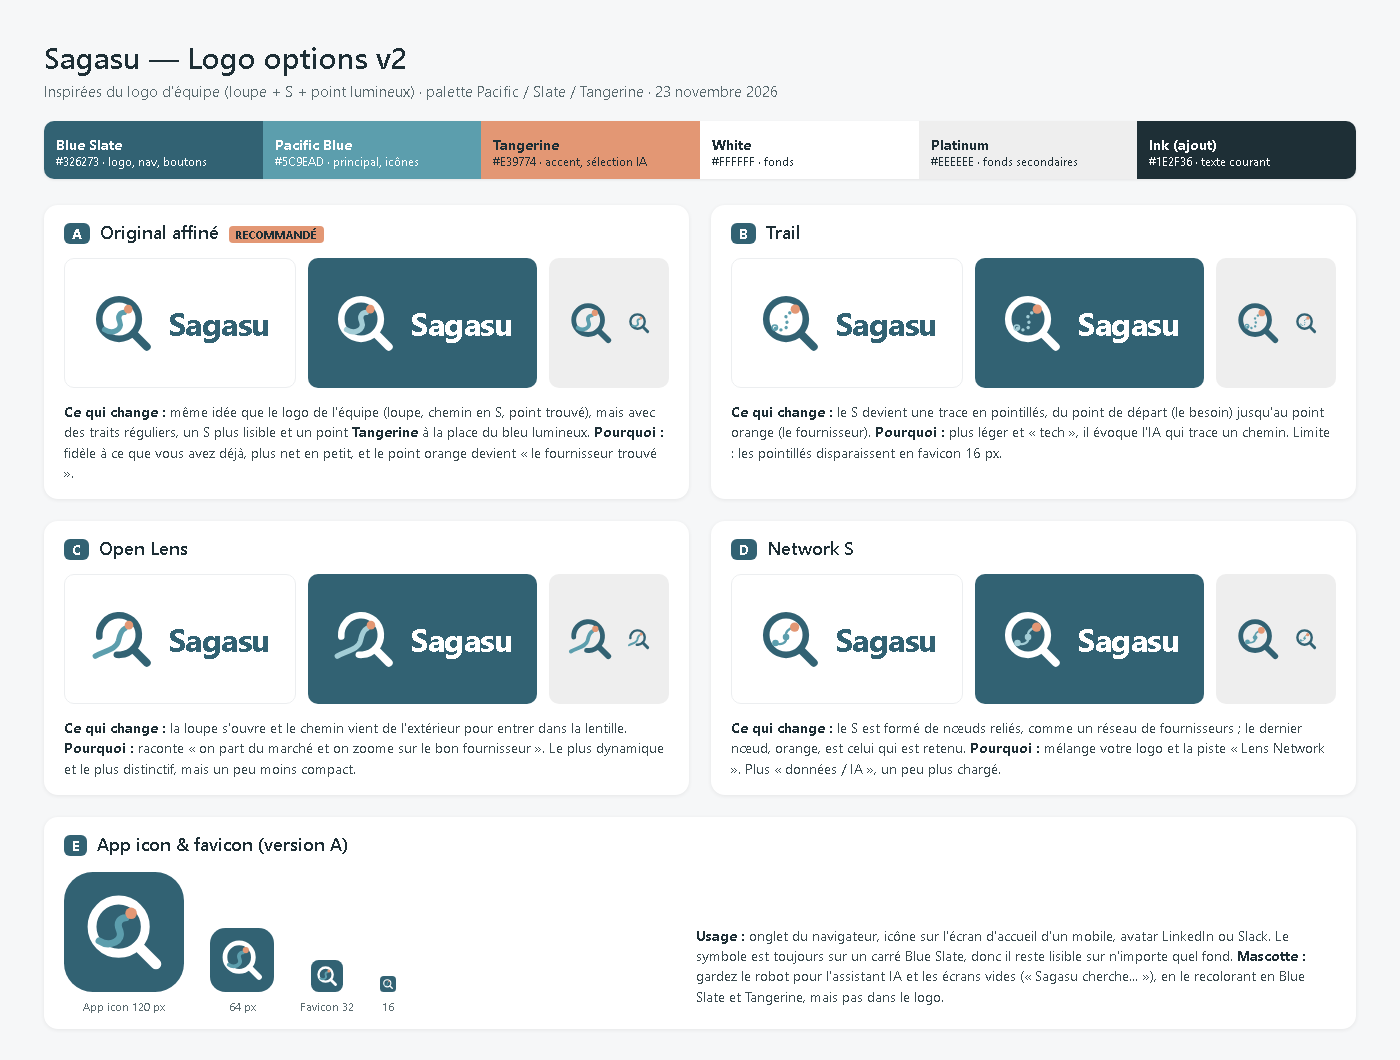 Sagasu — Logo options v2
Inspirées du logo d'équipe (loupe + S + point lumineux) · palette Pacific / Slate / Tangerine · 23 novembre 2026
Blue Slate
#326273 · logo, nav, boutons
Pacific Blue
#5C9EAD · principal, icônes
Tangerine
#E39774 · accent, sélection IA
White
#FFFFFF · fonds
Platinum
#EEEEEE · fonds secondaires
Ink (ajout)
#1E2F36 · texte courant
A Original affiné RECOMMANDÉ
Sagasu
Sagasu
Ce qui change : même idée que le logo de l'équipe (loupe, chemin en S, point trouvé), mais avec
des traits réguliers, un S plus lisible et un point Tangerine à la place du bleu lumineux. Pourquoi :
fidèle à ce que vous avez déjà, plus net en petit, et le point orange devient « le fournisseur trouvé
».
B Trail
Sagasu
Sagasu
Ce qui change : le S devient une trace en pointillés, du point de départ (le besoin) jusqu'au point
orange (le fournisseur). Pourquoi : plus léger et « tech », il évoque l'IA qui trace un chemin. Limite
: les pointillés disparaissent en favicon 16 px.
C Open Lens
Sagasu
Sagasu
Ce qui change : la loupe s'ouvre et le chemin vient de l'extérieur pour entrer dans la lentille.
Pourquoi : raconte « on part du marché et on zoome sur le bon fournisseur ». Le plus dynamique
et le plus distinctif, mais un peu moins compact.
D Network S
Sagasu
Sagasu
Ce qui change : le S est formé de nœuds reliés, comme un réseau de fournisseurs ; le dernier
nœud, orange, est celui qui est retenu. Pourquoi : mélange votre logo et la piste « Lens Network
». Plus « données / IA », un peu plus chargé.
E App icon & favicon (version A)
App icon 120 px
64 px
Favicon 32
16
Usage : onglet du navigateur, icône sur l'écran d'accueil d'un mobile, avatar LinkedIn ou Slack. Le
symbole est toujours sur un carré Blue Slate, donc il reste lisible sur n'importe quel fond. Mascotte :
gardez le robot pour l'assistant IA et les écrans vides (« Sagasu cherche… »), en le recolorant en Blue
Slate et Tangerine, mais pas dans le logo.